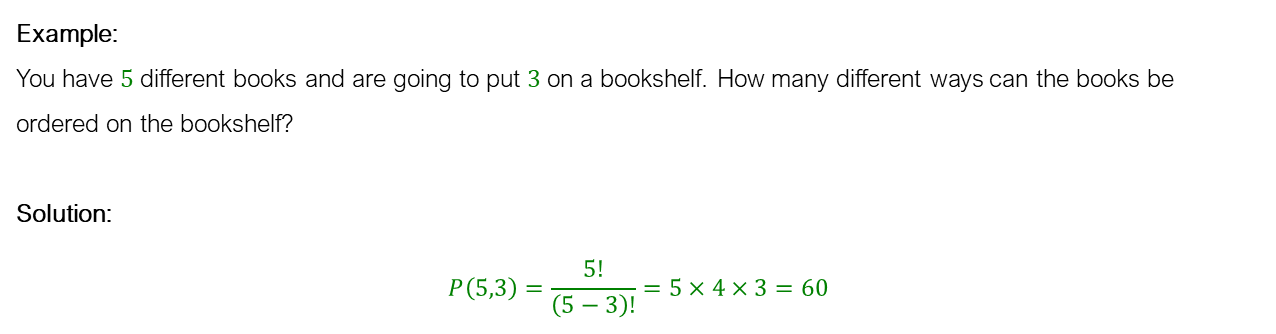 Example:
You have 5 different books and are going to put 3 on a bookshelf. How many different ways can the books be
ordered on the bookshelf?
Solution:
P(5,3) = 5! / (5 − 3)! = 5 × 4 × 3 = 60